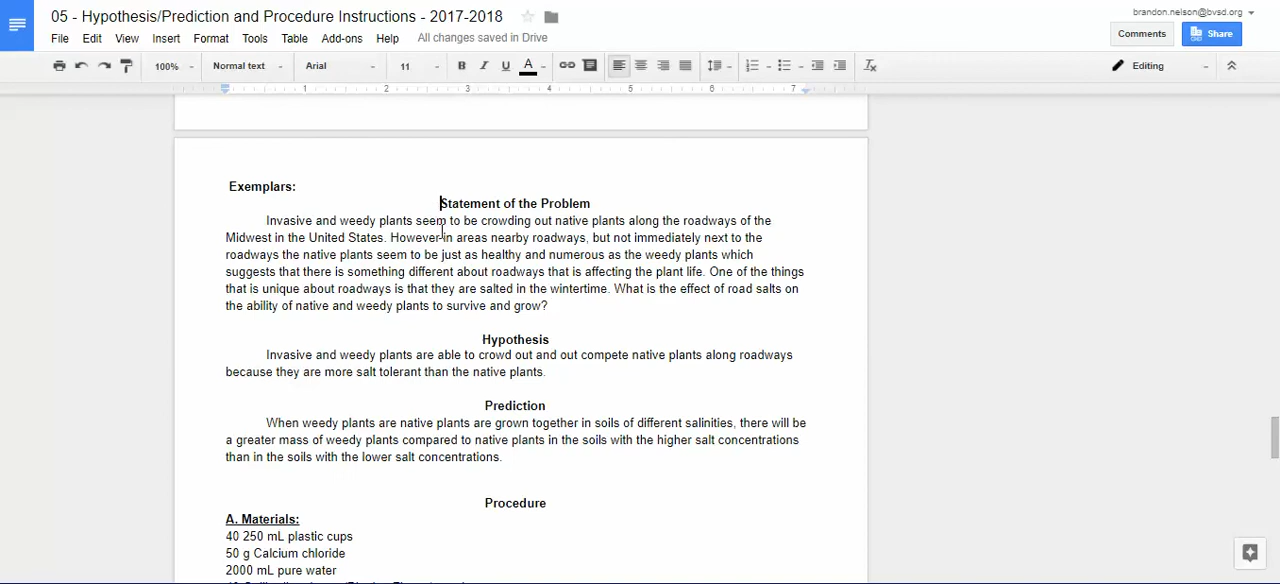 05 - Hypothesis/Prediction and Procedure Instructions - 2017-2018
brandon.nelson@bvsd.org
File Edit View Insert Format Tools Table Add-ons Help All changes saved in Drive
Comments Share
100% Normal text Arial 11 B I U A Editing
1 2 3 4 5 6 7
Exemplars:
Statement of the Problem
Invasive and weedy plants seem to be crowding out native plants along the roadways of the
Midwest in the United States. However in areas nearby roadways, but not immediately next to the
roadways the native plants seem to be just as healthy and numerous as the weedy plants which
suggests that there is something different about roadways that is affecting the plant life. One of the things
that is unique about roadways is that they are salted in the wintertime. What is the effect of road salts on
the ability of native and weedy plants to survive and grow?
Hypothesis
Invasive and weedy plants are able to crowd out and out compete native plants along roadways
because they are more salt tolerant than the native plants.
Prediction
When weedy plants are native plants are grown together in soils of different salinities, there will be
a greater mass of weedy plants compared to native plants in the soils with the higher salt concentrations
than in the soils with the lower salt concentrations.
Procedure
A. Materials:
40 250 mL plastic cups
50 g Calcium chloride
2000 mL pure water